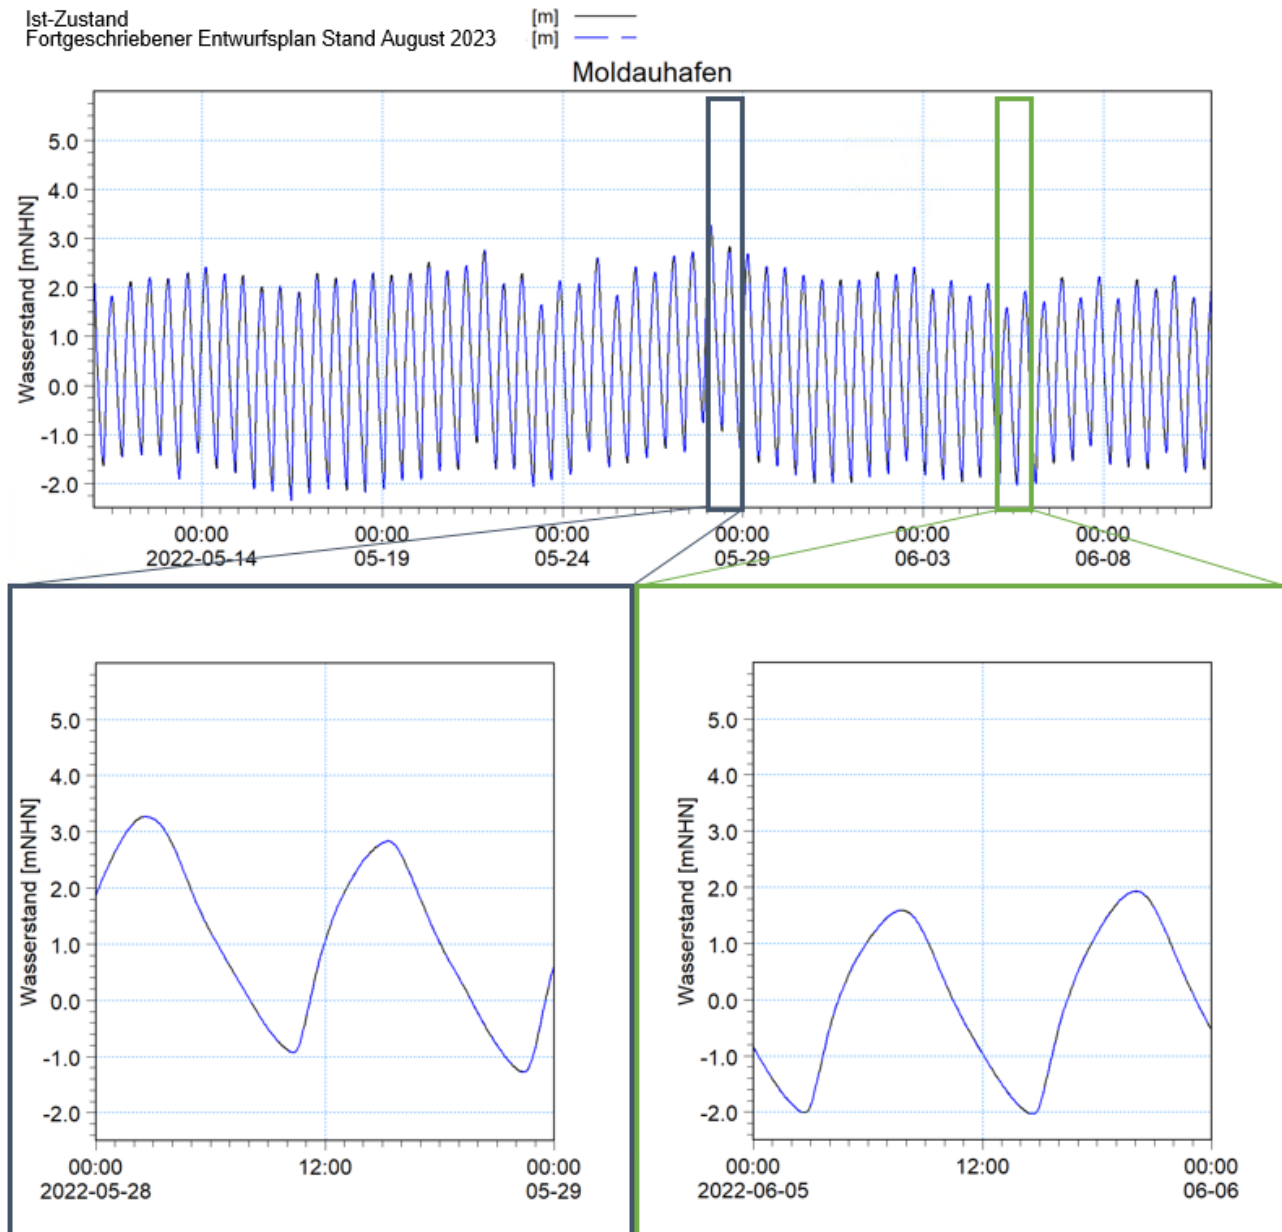 Ist-Zustand [m]
Fortgeschriebener Entwurfsplan Stand August 2023 [m]
Moldauhafen
Wasserstand [mNHN]
5.0
4.0
3.0
2.0
1.0
0.0
-1.0
-2.0
00:00 00:00 00:00 00:00 00:00 00:00
2022-05-14 05-19 05-24 05-29 06-03 06-08
Wasserstand [mNHN]
5.0
4.0
3.0
2.0
1.0
0.0
-1.0
-2.0
00:00 12:00 00:00
2022-05-28 05-29
Wasserstand [mNHN]
5.0
4.0
3.0
2.0
1.0
0.0
-1.0
-2.0
00:00 12:00 00:00
2022-06-05 06-06